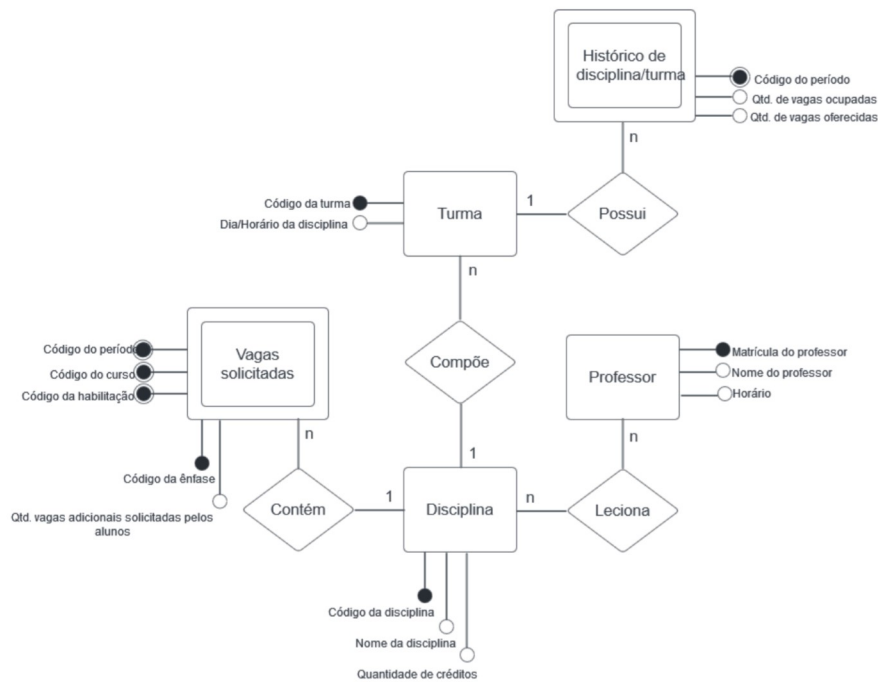 Histórico de
disciplina/turma
Código do período
Qtd. de vagas ocupadas
Qtd. de vagas oferecidas
n
Código da turma
Dia/Horário da disciplina
Turma
1
Possui
n
Vagas
solicitadas
Código do período
Código do curso
Código da habilitação
Compõe
Professor
Matrícula do professor
Nome do professor
Horário
n
n
Código da ênfase
1
Qtd. vagas adicionais solicitadas pelos
alunos
Contém
1
Disciplina
n
Leciona
Código da disciplina
Nome da disciplina
Quantidade de créditos